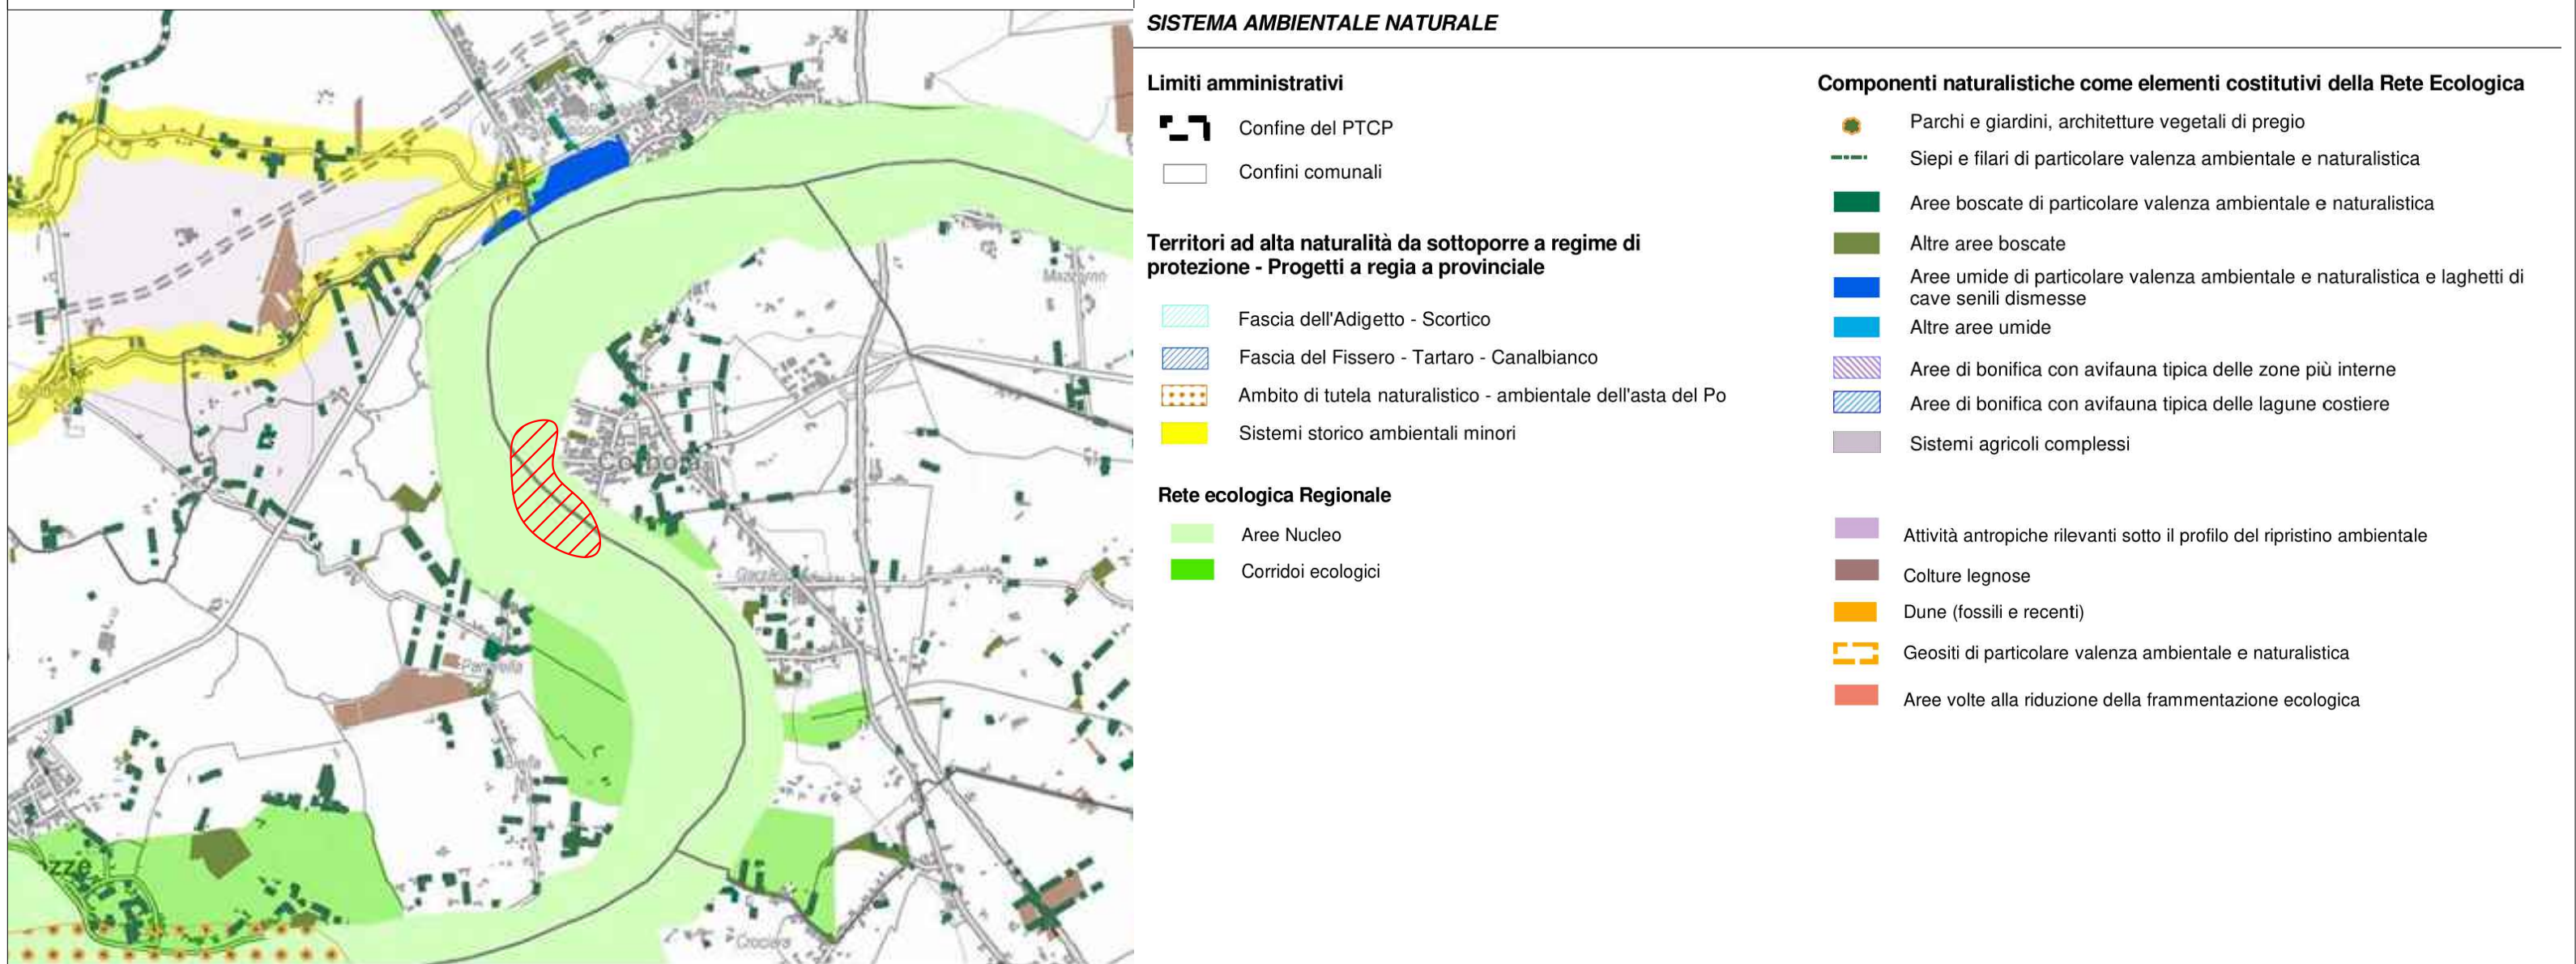 SISTEMA AMBIENTALE NATURALE
Limiti amministrativi
Confine del PTCP
Confini comunali
Territori ad alta naturalità da sottoporre a regime di
protezione - Progetti a regia a provinciale
Fascia dell'Adigetto - Scortico
Fascia del Fissero - Tartaro - Canalbianco
Ambito di tutela naturalistico - ambientale dell'asta del Po
Sistemi storico ambientali minori
Rete ecologica Regionale
Aree Nucleo
Corridoi ecologici
Componenti naturalistiche come elementi costitutivi della Rete Ecologica
Parchi e giardini, architetture vegetali di pregio
Siepi e filari di particolare valenza ambientale e naturalistica
Aree boscate di particolare valenza ambientale e naturalistica
Altre aree boscate
Aree umide di particolare valenza ambientale e naturalistica e laghetti di
cave senili dismesse
Altre aree umide
Aree di bonifica con avifauna tipica delle zone più interne
Aree di bonifica con avifauna tipica delle lagune costiere
Sistemi agricoli complessi
Attività antropiche rilevanti sotto il profilo del ripristino ambientale
Colture legnose
Dune (fossili e recenti)
Geositi di particolare valenza ambientale e naturalistica
Aree volte alla riduzione della frammentazione ecologica
Corbola
Panarella
Crociera
ozze